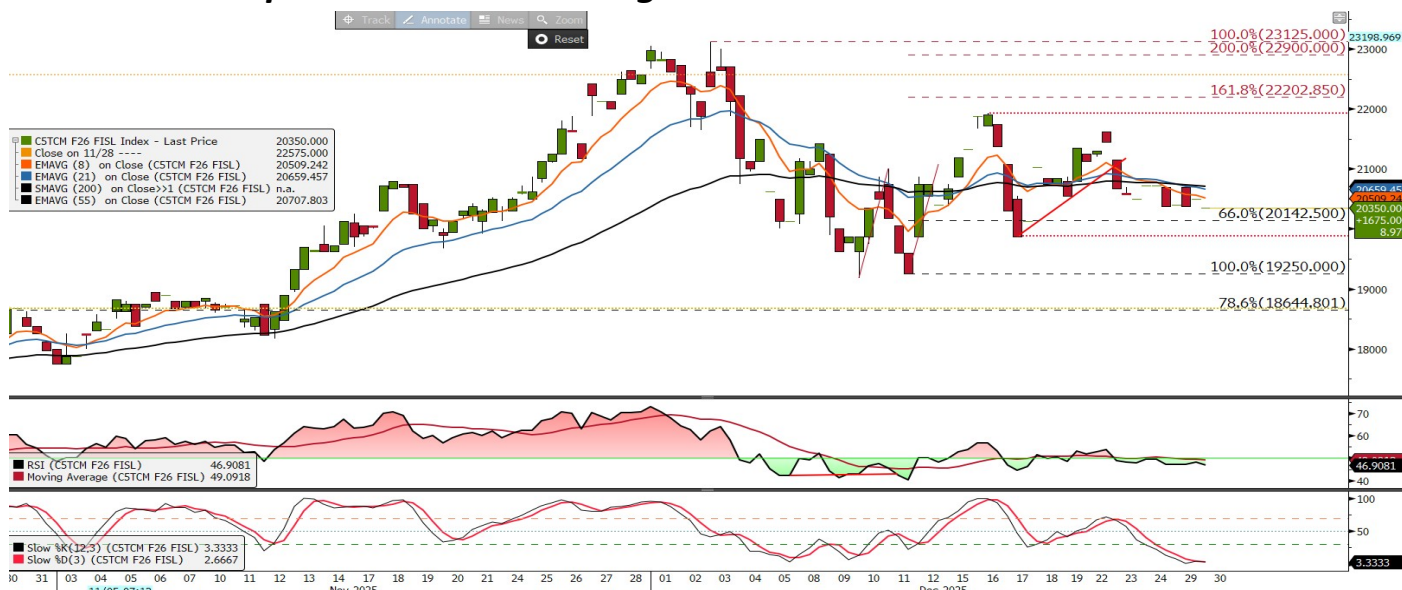 Track Annotate News Zoom
Reset
100.0%(23125.000)
200.0%(22900.000)
161.8%(22202.850)
66.0%(20142.500)
100.0%(19250.000)
78.6%(18644.801)
23198.969
23000
22000
21000
20659.45
20509.24
20350.00
+1675.00
8.97
19000
18000
C5TCM F26 FISL Index - Last Price 20350.000
Close on 11/28 ---- 22575.000
EMAVG (8) on Close (C5TCM F26 FISL) 20509.242
EMAVG (21) on Close (C5TCM F26 FISL) 20659.457
SMAVG (200) on Close>>1 (C5TCM F26 FISL) n.a.
EMAVG (55) on Close (C5TCM F26 FISL) 20707.803
70
60
46.9081
40
RSI (C5TCM F26 FISL) 46.9081
Moving Average (C5TCM F26 FISL) 49.0918
100
50
3.3333
Slow %K(12,3) (C5TCM F26 FISL) 3.3333
Slow %D(3) (C5TCM F26 FISL) 2.6667
30 31 03 04 05 06 07 10 11 12 13 14 17 18 19 20 21 24 25 26 27 28 01 02 03 04 05 08 09 10 11 12 15 16 17 18 19 22 23 24 29 30